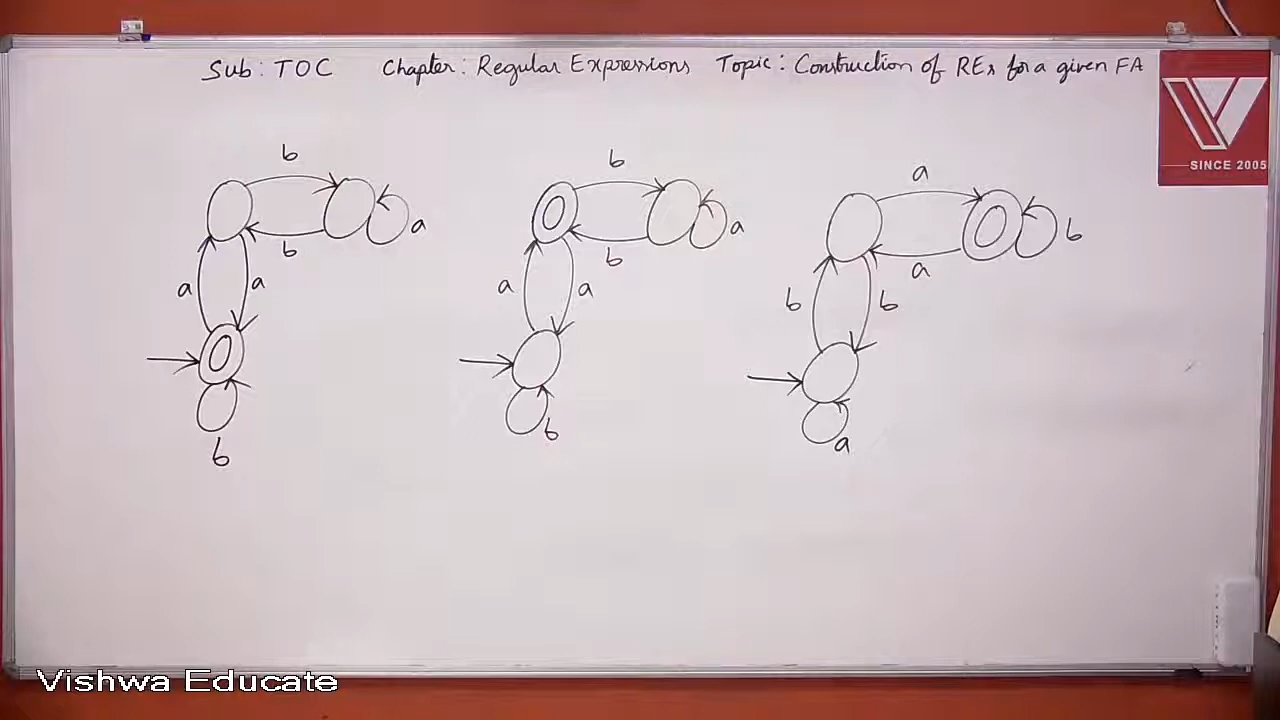 Sub : TOC Chapter : Regular Expressions Topic : Construction of REs for a given FA
SINCE 2005
b
a
b
a
a
b
b
a
b
a
a
b
a
b
a
b
b
a
Vishwa Educate